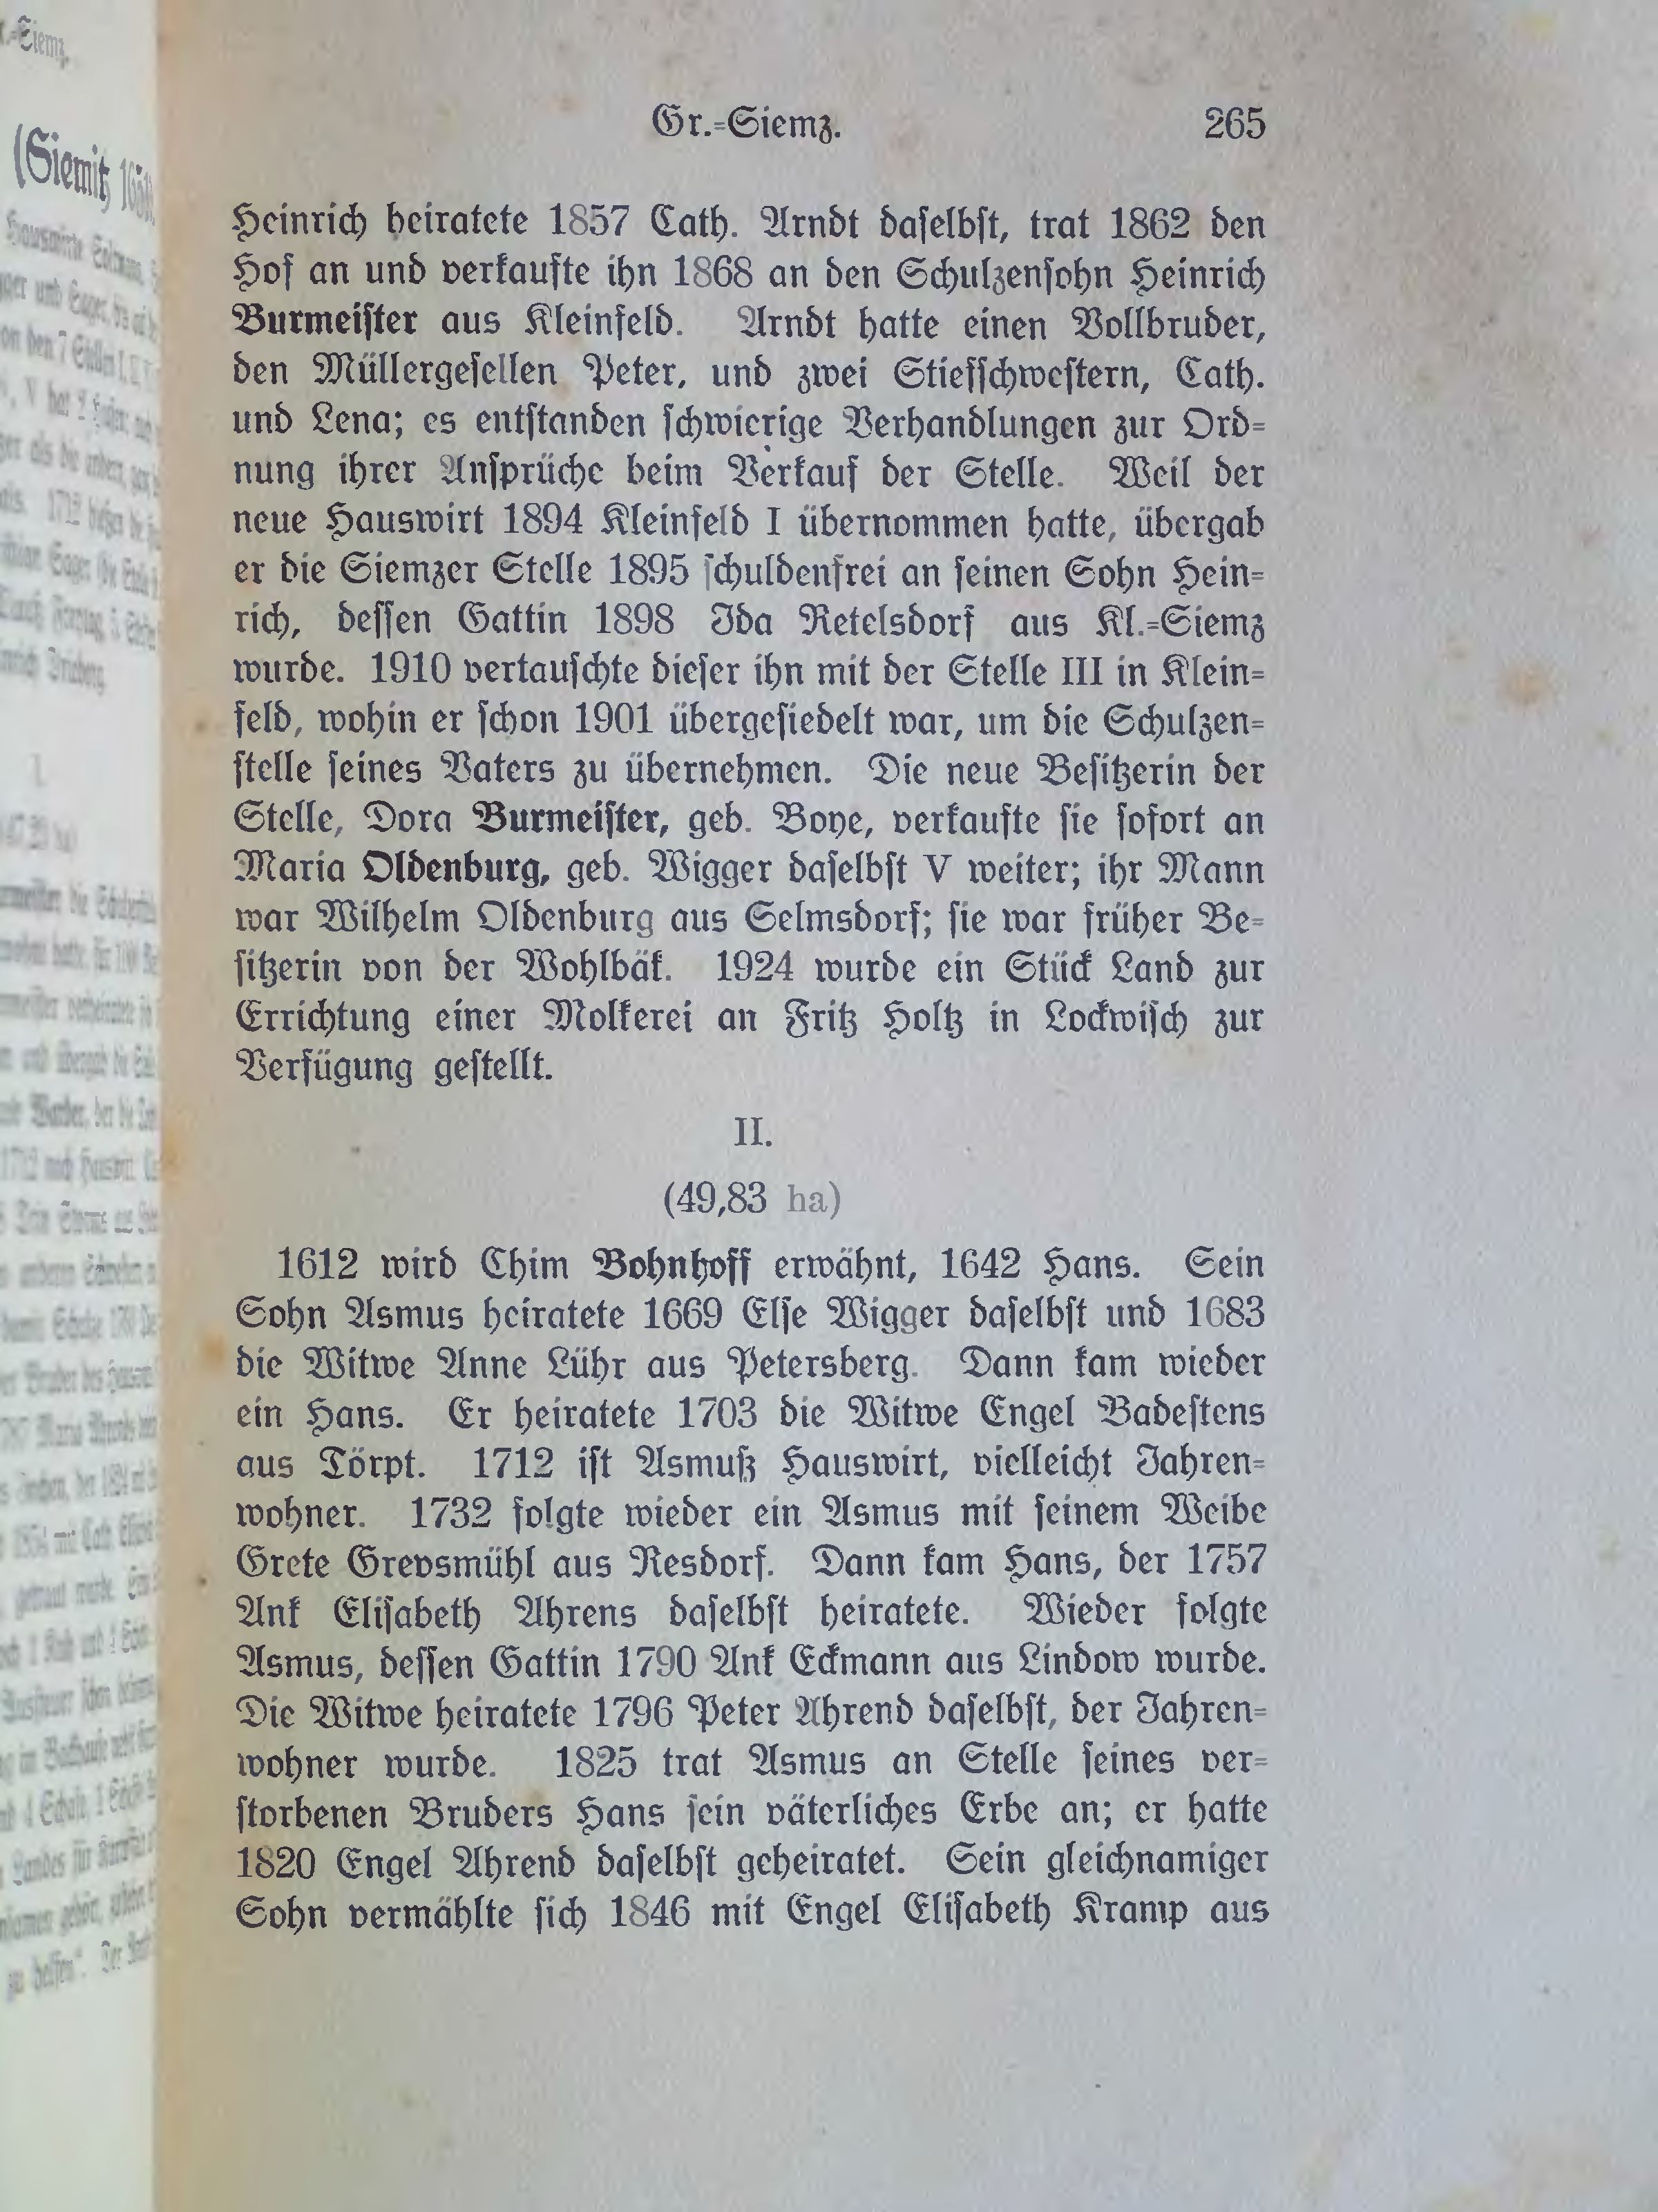 Gr.=Siemz. 265
Heinrich heiratete 1857 Cath. Arndt daselbst, trat 1862 den
Hof an und verkaufte ihn 1868 an den Schulzensohn Heinrich
Burmeister aus Kleinfeld. Arndt hatte einen Vollbruder,
den Müllergesellen Peter, und zwei Stiefschwestern, Cath.
und Lena; es entstanden schwierige Verhandlungen zur Ord=
nung ihrer Ansprüche beim Verkauf der Stelle. Weil der
neue Hauswirt 1894 Kleinfeld I übernommen hatte, übergab
er die Siemzer Stelle 1895 schuldenfrei an seinen Sohn Hein=
rich, dessen Gattin 1898 Ida Retelsdorf aus Kl.=Siemz
wurde. 1910 vertauschte dieser ihn mit der Stelle III in Klein=
feld, wohin er schon 1901 übergesiedelt war, um die Schulzen=
stelle seines Vaters zu übernehmen. Die neue Besitzerin der
Stelle, Dora Burmeister, geb. Boye, verkaufte sie sofort an
Maria Oldenburg, geb. Wigger daselbst V weiter; ihr Mann
war Wilhelm Oldenburg aus Selmsdorf; sie war früher Be=
sitzerin von der Wohlbäk. 1924 wurde ein Stück Land zur
Errichtung einer Molkerei an Fritz Holtz in Lockwisch zur
Verfügung gestellt.
II.
(49,83 ha)
1612 wird Chim Bohnhoff erwähnt, 1642 Hans. Sein
Sohn Asmus heiratete 1669 Else Wigger daselbst und 1683
die Witwe Anne Lühr aus Petersberg. Dann kam wieder
ein Hans. Er heiratete 1703 die Witwe Engel Badestens
aus Törpt. 1712 ist Asmuß Hauswirt, vielleicht Jahren=
wohner. 1732 folgte wieder ein Asmus mit seinem Weibe
Grete Grevsmühl aus Resdorf. Dann kam Hans, der 1757
Ank Elisabeth Ahrens daselbst heiratete. Wieder folgte
Asmus, dessen Gattin 1790 Ank Eckmann aus Lindow wurde.
Die Witwe heiratete 1796 Peter Ahrend daselbst, der Jahren=
wohner wurde. 1825 trat Asmus an Stelle seines ver=
storbenen Bruders Hans sein väterliches Erbe an; er hatte
1820 Engel Ahrend daselbst geheiratet. Sein gleichnamiger
Sohn vermählte sich 1846 mit Engel Elisabeth Kramp aus